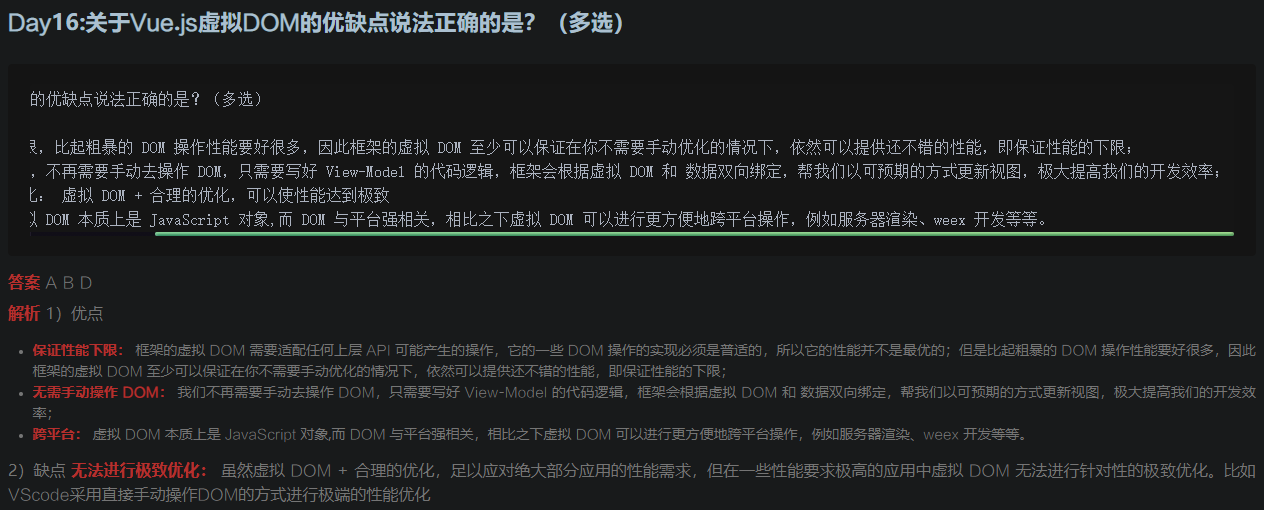 Day16:关于Vue.js虚拟DOM的优缺点说法正确的是？（多选）
的优缺点说法正确的是？（多选）
，比起粗暴的 DOM 操作性能要好很多，因此框架的虚拟 DOM 至少可以保证在你不需要手动优化的情况下，依然可以提供还不错的性能，即保证性能的下限；
，不再需要手动去操作 DOM，只需要写好 View-Model 的代码逻辑，框架会根据虚拟 DOM 和 数据双向绑定，帮我们以可预期的方式更新视图，极大提高我们的开发效率；
： 虚拟 DOM + 合理的优化，可以使性能达到极致
DOM 本质上是 JavaScript 对象,而 DOM 与平台强相关，相比之下虚拟 DOM 可以进行更方便地跨平台操作，例如服务器渲染、weex 开发等等。
答案 A B D
解析 1）优点
• 保证性能下限： 框架的虚拟 DOM 需要适配任何上层 API 可能产生的操作，它的一些 DOM 操作的实现必须是普适的，所以它的性能并不是最优的；但是比起粗暴的 DOM 操作性能要好很多，因此
框架的虚拟 DOM 至少可以保证在你不需要手动优化的情况下，依然可以提供还不错的性能，即保证性能的下限；
• 无需手动操作 DOM： 我们不再需要手动去操作 DOM，只需要写好 View-Model 的代码逻辑，框架会根据虚拟 DOM 和 数据双向绑定，帮我们以可预期的方式更新视图，极大提高我们的开发效
率；
• 跨平台： 虚拟 DOM 本质上是 JavaScript 对象,而 DOM 与平台强相关，相比之下虚拟 DOM 可以进行更方便地跨平台操作，例如服务器渲染、weex 开发等等。
2）缺点 无法进行极致优化： 虽然虚拟 DOM + 合理的优化，足以应对绝大部分应用的性能需求，但在一些性能要求极高的应用中虚拟 DOM 无法进行针对性的极致优化。比如
VScode采用直接手动操作DOM的方式进行极端的性能优化